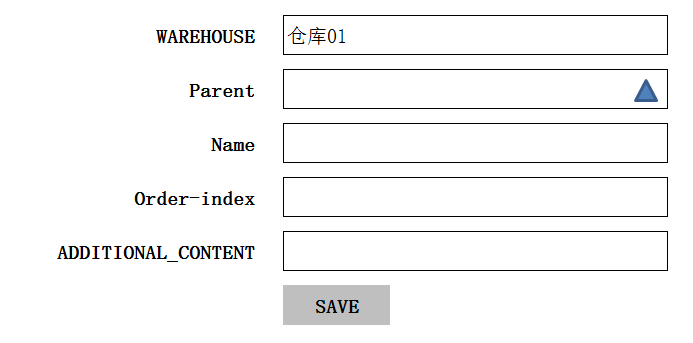 WAREHOUSE 仓库01
Parent
Name
Order-index
ADDITIONAL_CONTENT
SAVE